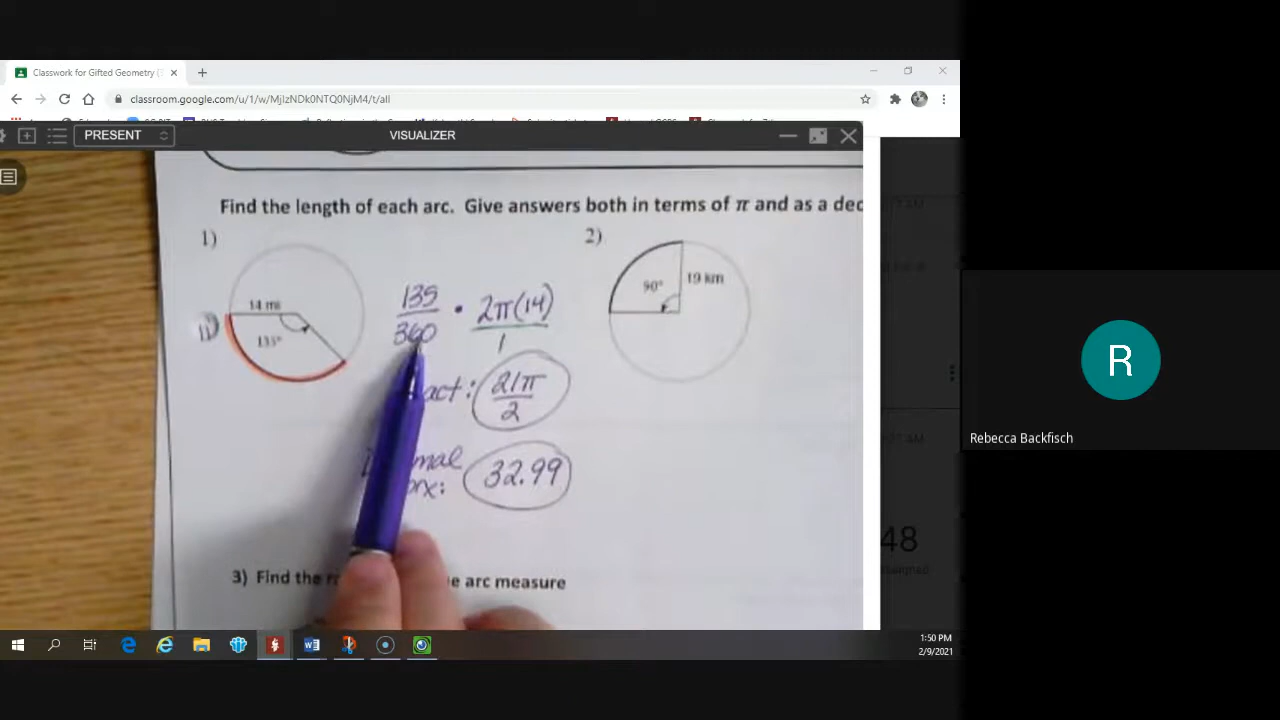 Classwork for Gifted Geometry (
classroom.google.com/u/1/w/MjIzNDk0NTQ0NjM4/t/all
PRESENT
VISUALIZER
Find the length of each arc. Give answers both in terms of π and as a dec
1)
14 mi
135°
135
360
•
2π(14)
1
act:
21π
2
mal
rx:
32.99
2)
90°
19 km
3) Find the
e arc measure
48
R
Rebecca Backfisch
1:50 PM
2/9/2021